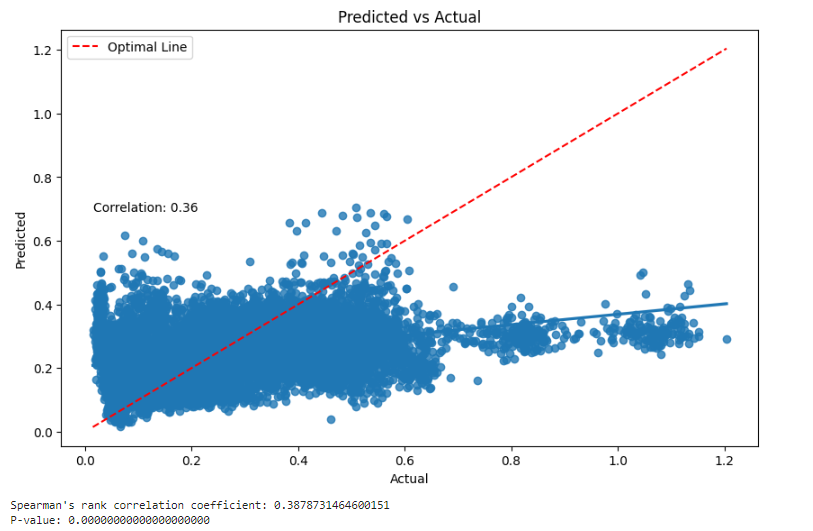 Predicted vs Actual
Optimal Line
Correlation: 0.36
Predicted
1.2
1.0
0.8
0.6
0.4
0.2
0.0
0.0 0.2 0.4 0.6 0.8 1.0 1.2
Actual
Spearman's rank correlation coefficient: 0.3878731464600151
P-value: 0.00000000000000000000